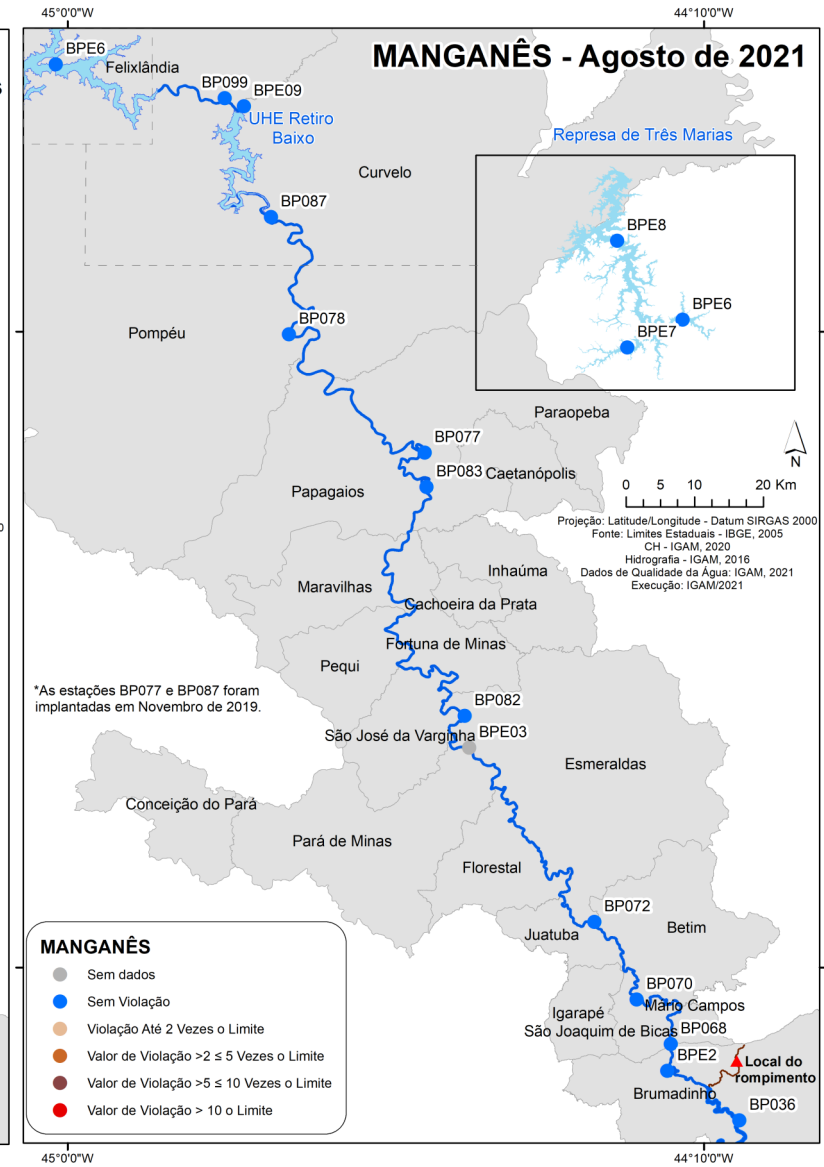 45°0'0"W
44°10'0"W
MANGANÊS - Agosto de 2021
BPE6
Felixlândia
BP099
BPE09
UHE Retiro
Baixo
Represa de Três Marias
Curvelo
BP087
BPE8
BPE6
BPE7
BP078
Pompéu
Paraopeba
BP077
BP083
Caetanópolis
Papagaios
N
0 5 10 20 Km
Projeção: Latitude/Longitude - Datum SIRGAS 2000
Fonte: Limites Estaduais - IBGE, 2005
CH - IGAM, 2020
Hidrografia - IGAM, 2016
Dados de Qualidade da Água: IGAM, 2021
Execução: IGAM/2021
Inhaúma
Maravilhas
Cachoeira da Prata
Fortuna de Minas
Pequi
*As estações BP077 e BP087 foram
implantadas em Novembro de 2019.
BP082
São José da Varginha
BPE03
Esmeraldas
Conceição do Pará
Pará de Minas
Florestal
BP072
Juatuba
Betim
BP070
Mário Campos
Igarapé
São Joaquim de Bicas
BP068
BPE2
Local do
rompimento
Brumadinho
BP036
MANGANÊS
Sem dados
Sem Violação
Violação Até 2 Vezes o Limite
Valor de Violação >2 ≤ 5 Vezes o Limite
Valor de Violação >5 ≤ 10 Vezes o Limite
Valor de Violação > 10 o Limite
45°0'0"W
44°10'0"W